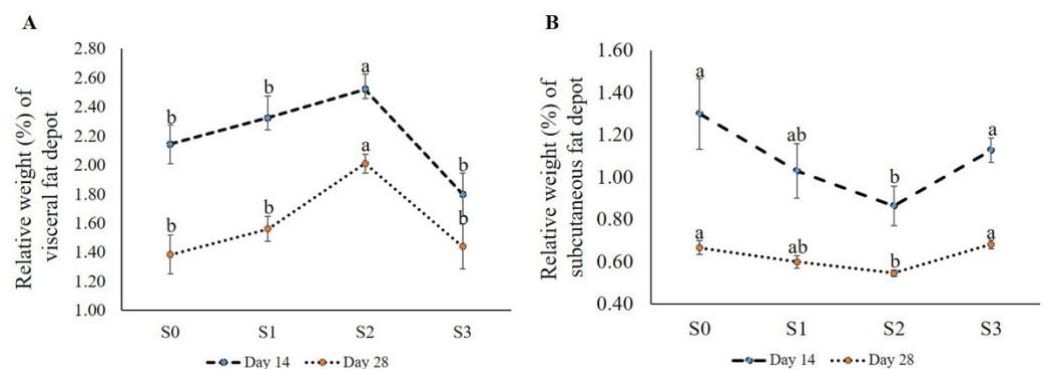 A
Relative weight (%) of
visceral fat depot
2.80
2.60
2.40
2.20
2.00
1.80
1.60
1.40
1.20
1.00
b
b
a
b
b
b
a
b
S0 S1 S2 S3
Day 14 Day 28
B
Relative weight (%) of
subcutaneous fat depot
1.60
1.40
1.20
1.00
0.80
0.60
0.40
a
ab
b
a
a
ab
b
a
S0 S1 S2 S3
Day 14 Day 28